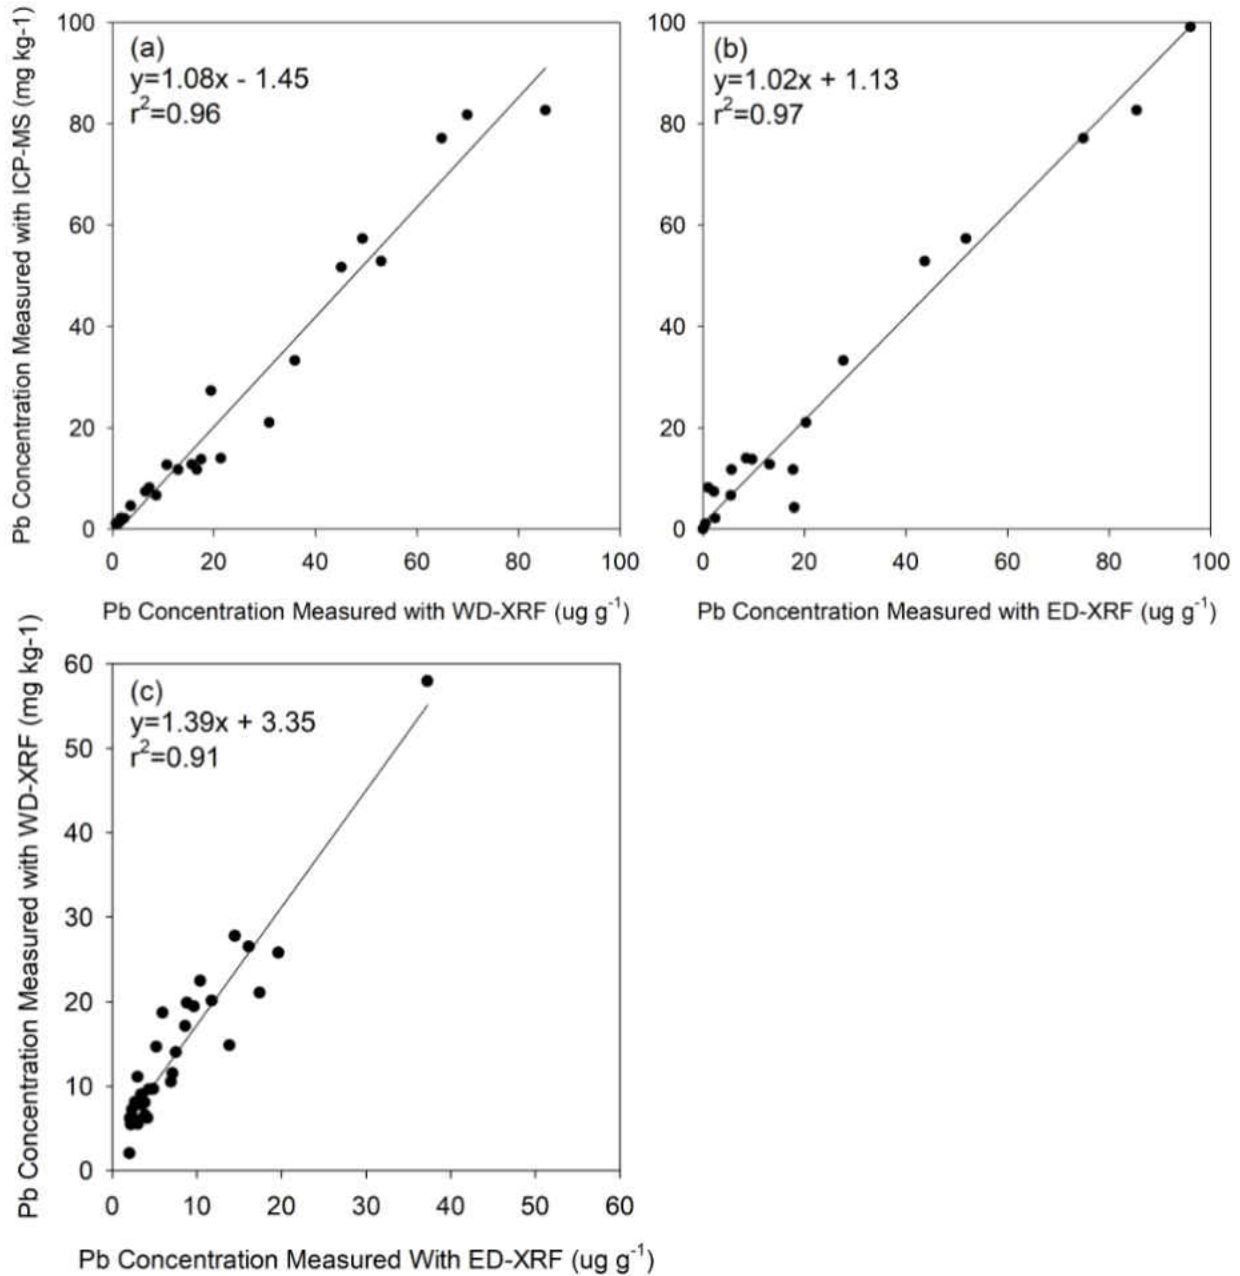 Pb Concentration Measured with ICP-MS (mg kg-1)
100
80
60
40
20
0
(a)
y=1.08x - 1.45
r²=0.96
0 20 40 60 80 100
Pb Concentration Measured with WD-XRF (ug g⁻¹)
100
80
60
40
20
0
(b)
y=1.02x + 1.13
r²=0.97
0 20 40 60 80 100
Pb Concentration Measured with ED-XRF (ug g⁻¹)
Pb Concentration Measured with WD-XRF (mg kg-1)
60
50
40
30
20
10
0
(c)
y=1.39x + 3.35
r²=0.91
0 10 20 30 40 50 60
Pb Concentration Measured With ED-XRF (ug g⁻¹)